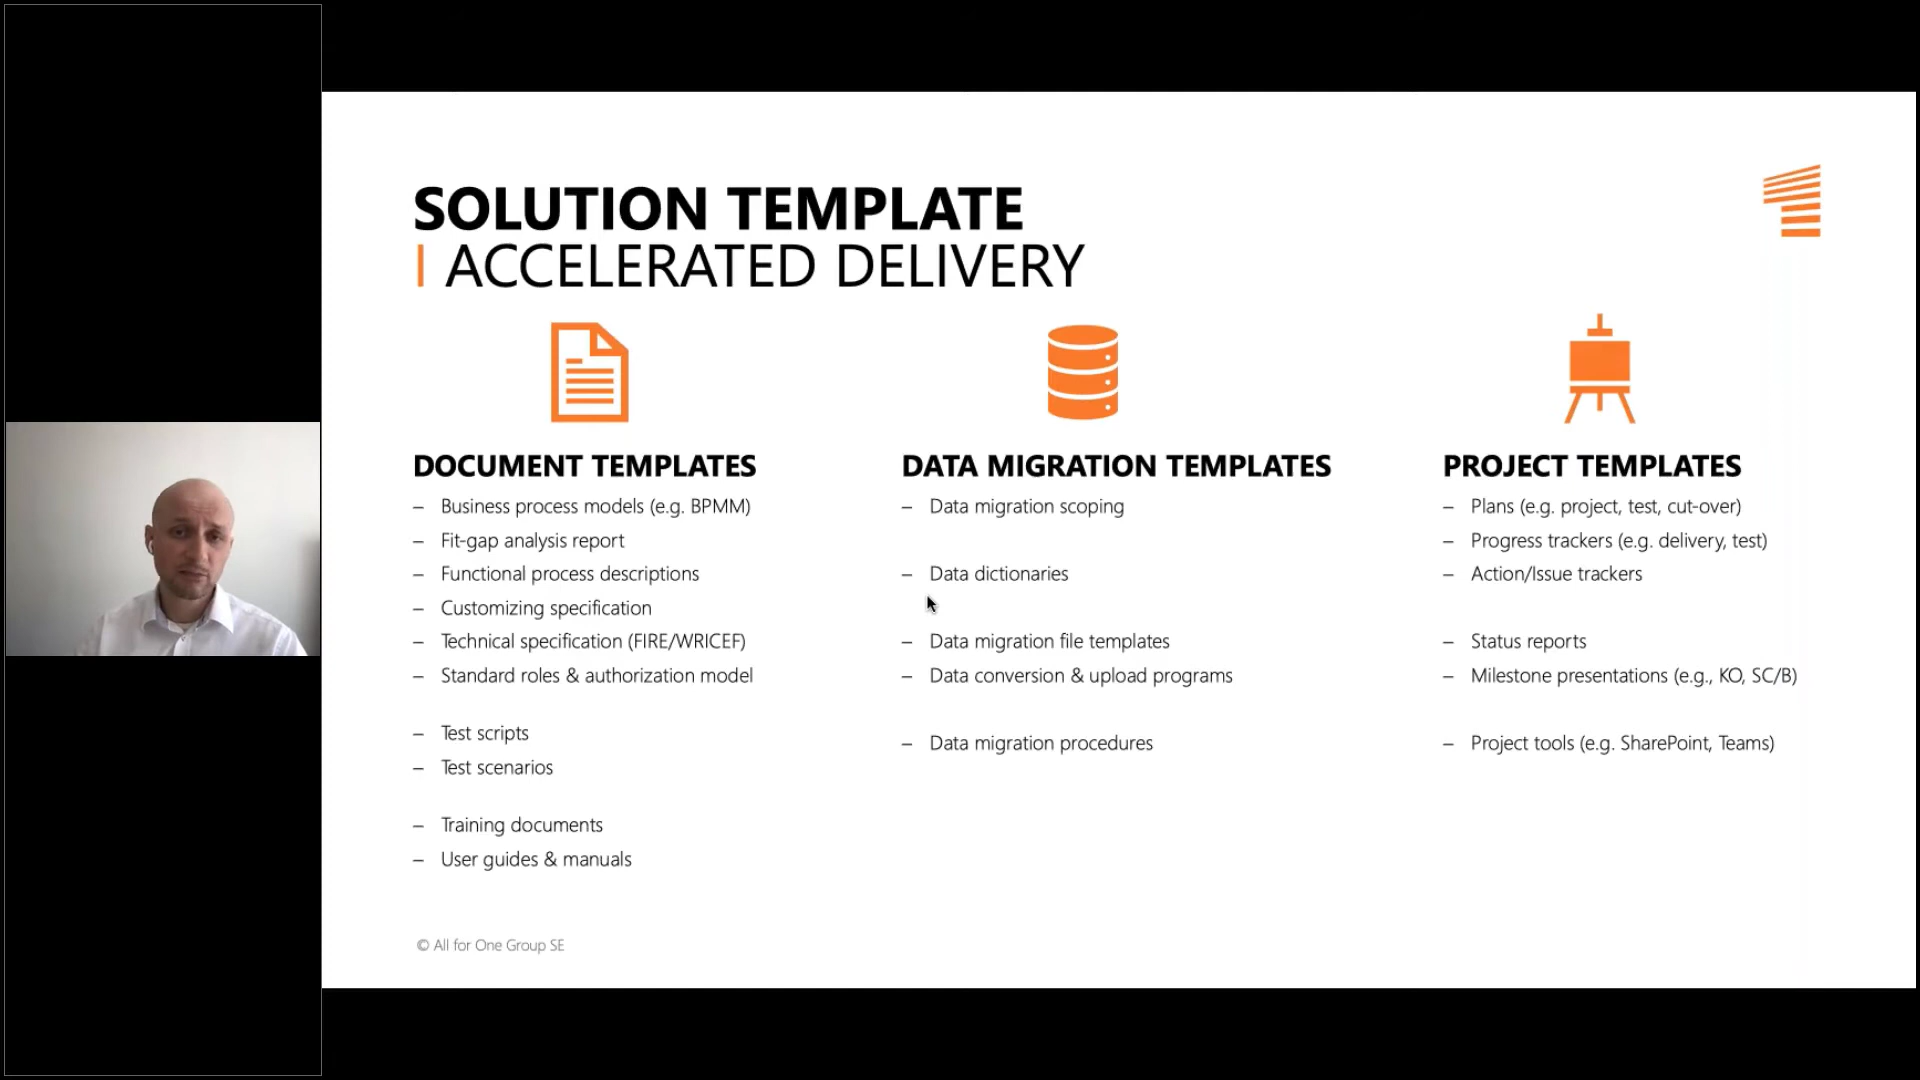 SOLUTION TEMPLATE
| ACCELERATED DELIVERY
DOCUMENT TEMPLATES
– Business process models (e.g. BPMM)
– Fit-gap analysis report
– Functional process descriptions
– Customizing specification
– Technical specification (FIRE/WRICEF)
– Standard roles & authorization model
– Test scripts
– Test scenarios
– Training documents
– User guides & manuals
DATA MIGRATION TEMPLATES
– Data migration scoping
– Data dictionaries
– Data migration file templates
– Data conversion & upload programs
– Data migration procedures
PROJECT TEMPLATES
– Plans (e.g. project, test, cut-over)
– Progress trackers (e.g. delivery, test)
– Action/Issue trackers
– Status reports
– Milestone presentations (e.g., KO, SC/B)
– Project tools (e.g. SharePoint, Teams)
© All for One Group SE